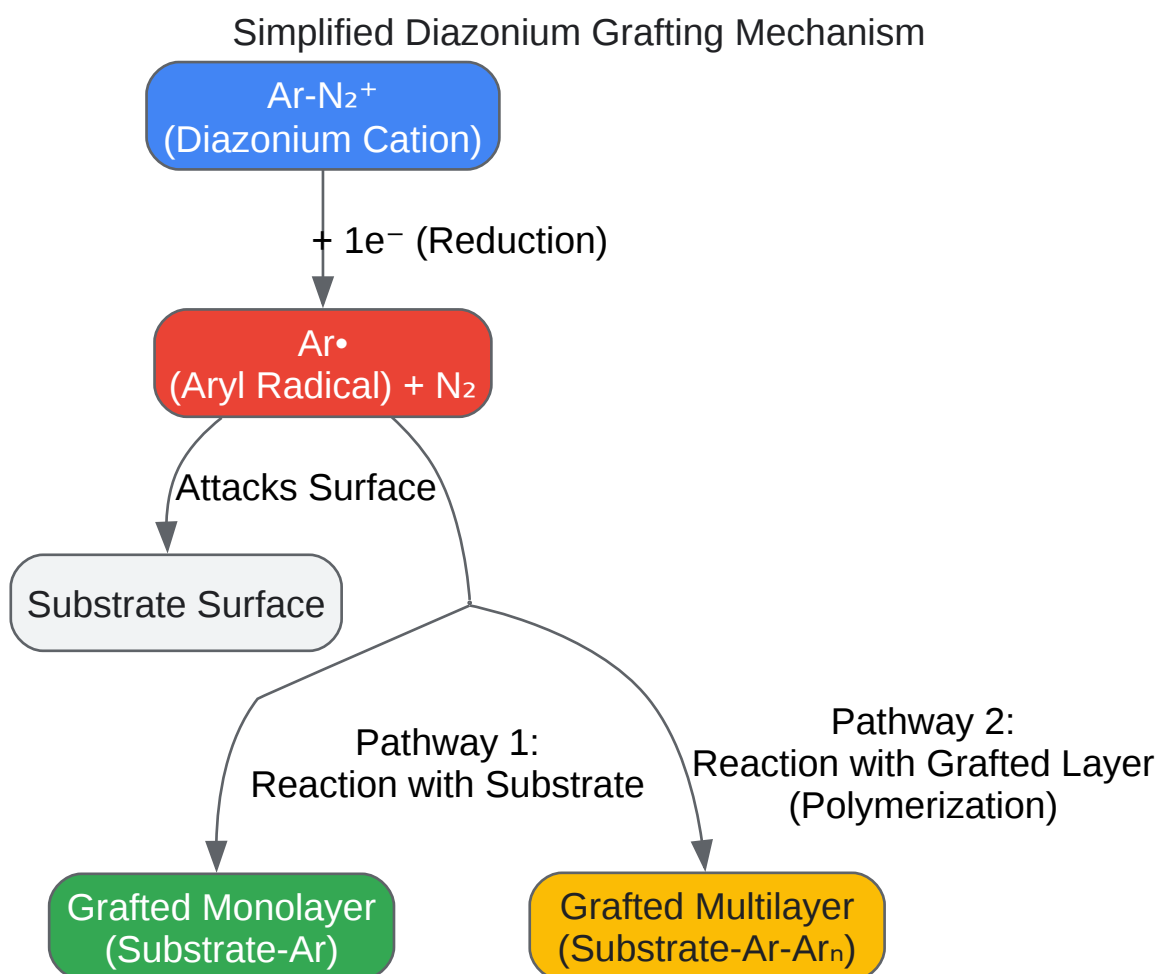 Simplified Diazonium Grafting Mechanism
Ar-N₂⁺
(Diazonium Cation)
+ 1e⁻ (Reduction)
Ar•
(Aryl Radical) + N₂
Attacks Surface
Substrate Surface
Pathway 1:
Reaction with Substrate
Pathway 2:
Reaction with Grafted Layer
(Polymerization)
Grafted Monolayer
(Substrate-Ar)
Grafted Multilayer
(Substrate-Ar-Arₙ)